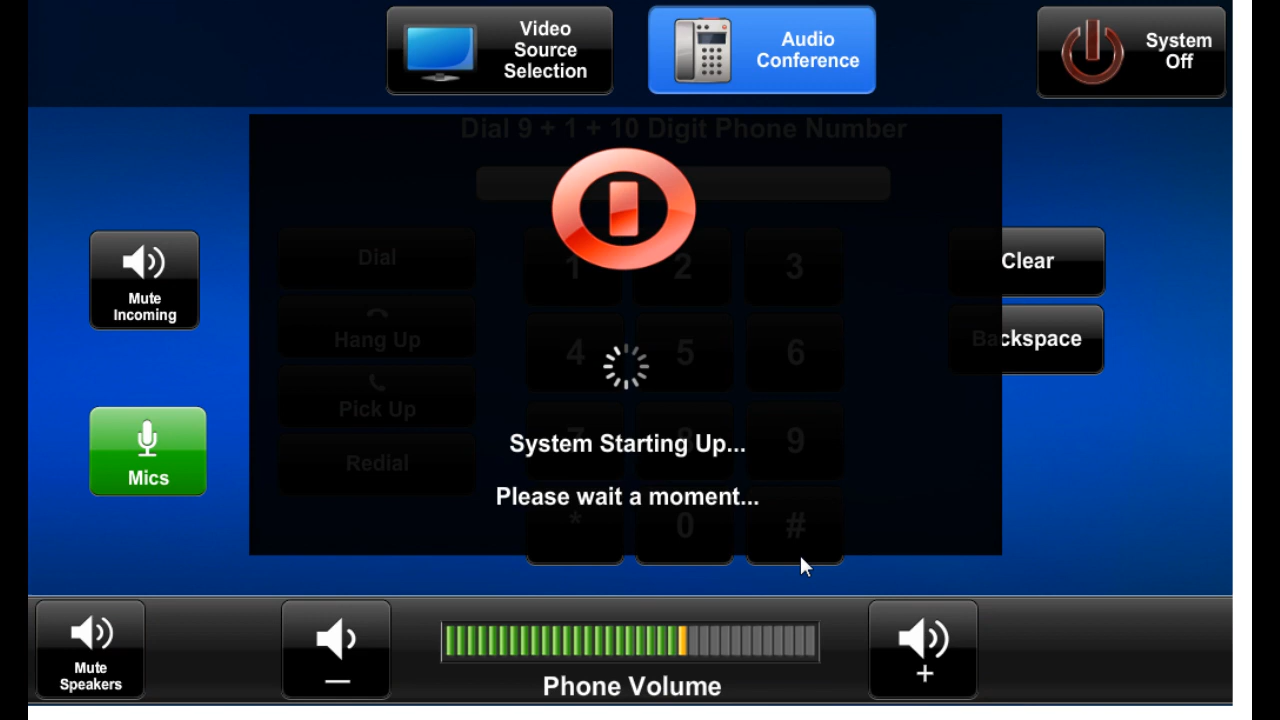 Video
Source
Selection
Audio
Conference
System
Off
Dial 9 + 1 + 10 Digit Phone Number
Mute
Incoming
Mics
Dial
Hang Up
Pick Up
Redial
1
2
3
4
5
6
7
8
9
*
0
#
Clear
Backspace
System Starting Up...
Please wait a moment...
Mute
Speakers
—
Phone Volume
+